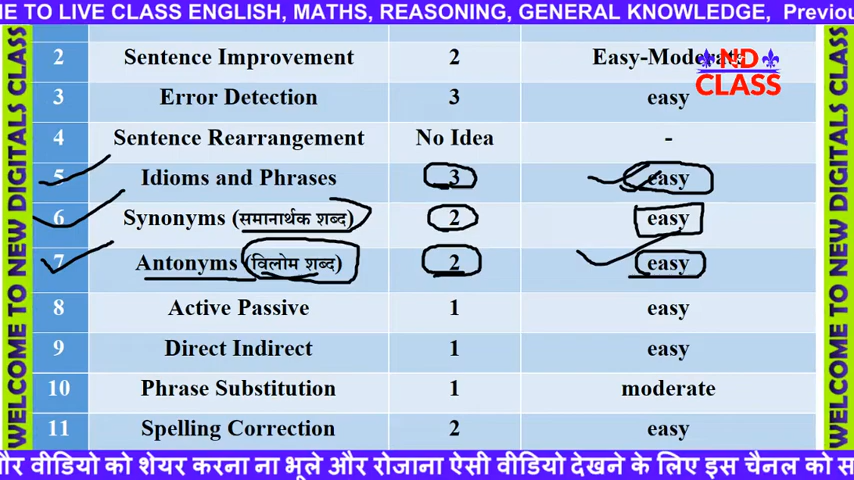 ME TO LIVE CLASS ENGLISH, MATHS, REASONING, GENERAL KNOWLEDGE, Previou
2 Sentence Improvement 2 Easy-Moderate
ND
CLASS
3 Error Detection 3 easy
4 Sentence Rearrangement No Idea -
5 Idioms and Phrases 3 easy
6 Synonyms (समानार्थक शब्द) 2 easy
7 Antonyms (विलोम शब्द) 2 easy
8 Active Passive 1 easy
9 Direct Indirect 1 easy
10 Phrase Substitution 1 moderate
11 Spelling Correction 2 easy
WELCOME TO NEW DIGITALS CLASS
WELCOME TO NEW DIGITALS CLASS
और वीडियो को शेयर करना ना भूले और रोजाना ऐसी वीडियो देखने के लिए इस चैनल को स